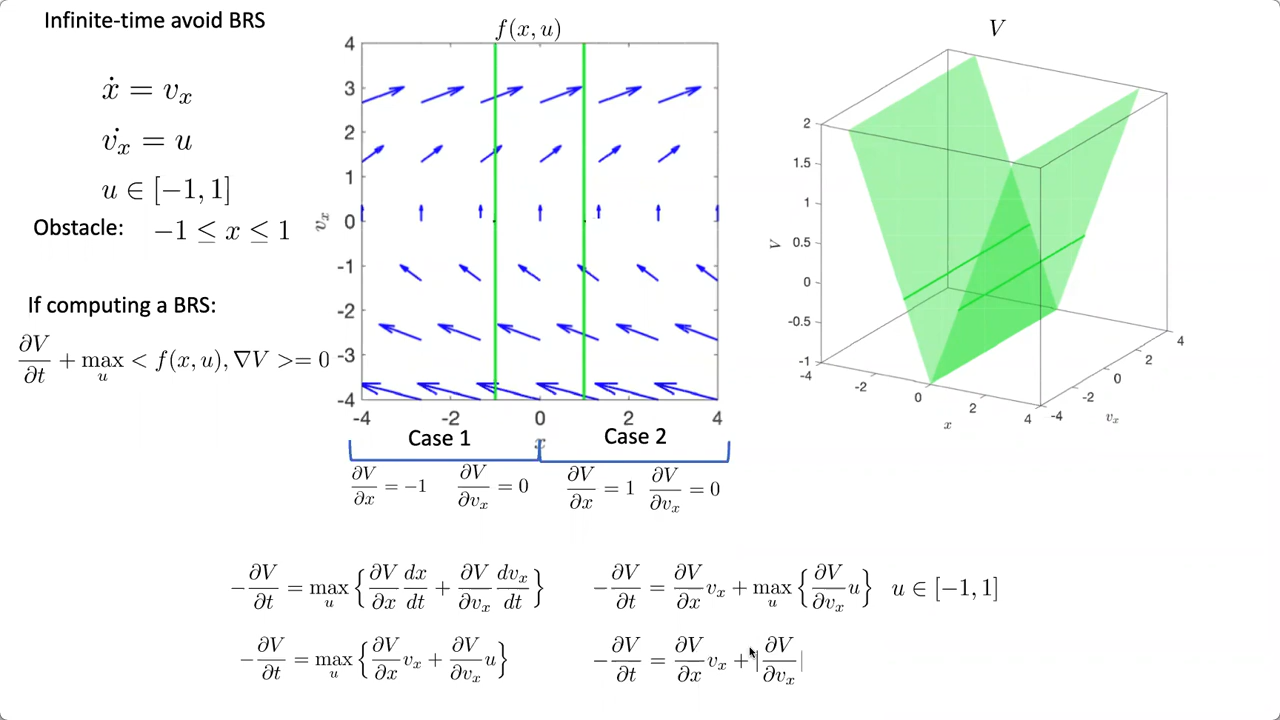 Infinite-time avoid BRS
ẋ = v_x
v̇_x = u
u ∈ [−1, 1]
Obstacle: −1 ≤ x ≤ 1
If computing a BRS:
∂V/∂t + max_u < f(x, u), ∇V >= 0
f(x, u)
4
3
2
1
0
-1
-2
-3
-4
v_x
-4 -2 0 2 4
x
Case 1
Case 2
∂V/∂x = −1 ∂V/∂v_x = 0
∂V/∂x = 1 ∂V/∂v_x = 0
V
2
1.5
1
0.5
0
-0.5
-1
V
-4 -2 0 2 4
x
-4 -2 0 2 4
v_x
−∂V/∂t = max_u {∂V/∂x dx/dt + ∂V/∂v_x dv_x/dt}
−∂V/∂t = ∂V/∂x v_x + max_u {∂V/∂v_x u} u ∈ [−1, 1]
−∂V/∂t = max_u {∂V/∂x v_x + ∂V/∂v_x u}
−∂V/∂t = ∂V/∂x v_x + |∂V/∂v_x|